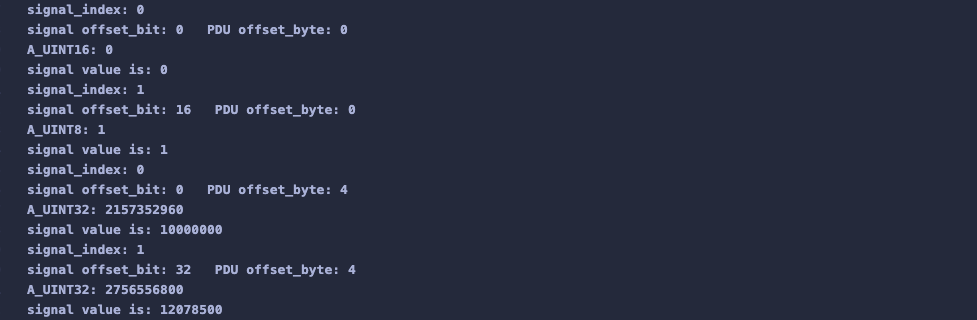 signal_index: 0
signal offset_bit: 0   PDU offset_byte: 0
A_UINT16: 0
signal value is: 0
signal_index: 1
signal offset_bit: 16   PDU offset_byte: 0
A_UINT8: 1
signal value is: 1
signal_index: 0
signal offset_bit: 0   PDU offset_byte: 4
A_UINT32: 2157352960
signal value is: 10000000
signal_index: 1
signal offset_bit: 32   PDU offset_byte: 4
A_UINT32: 2756556800
signal value is: 12078500